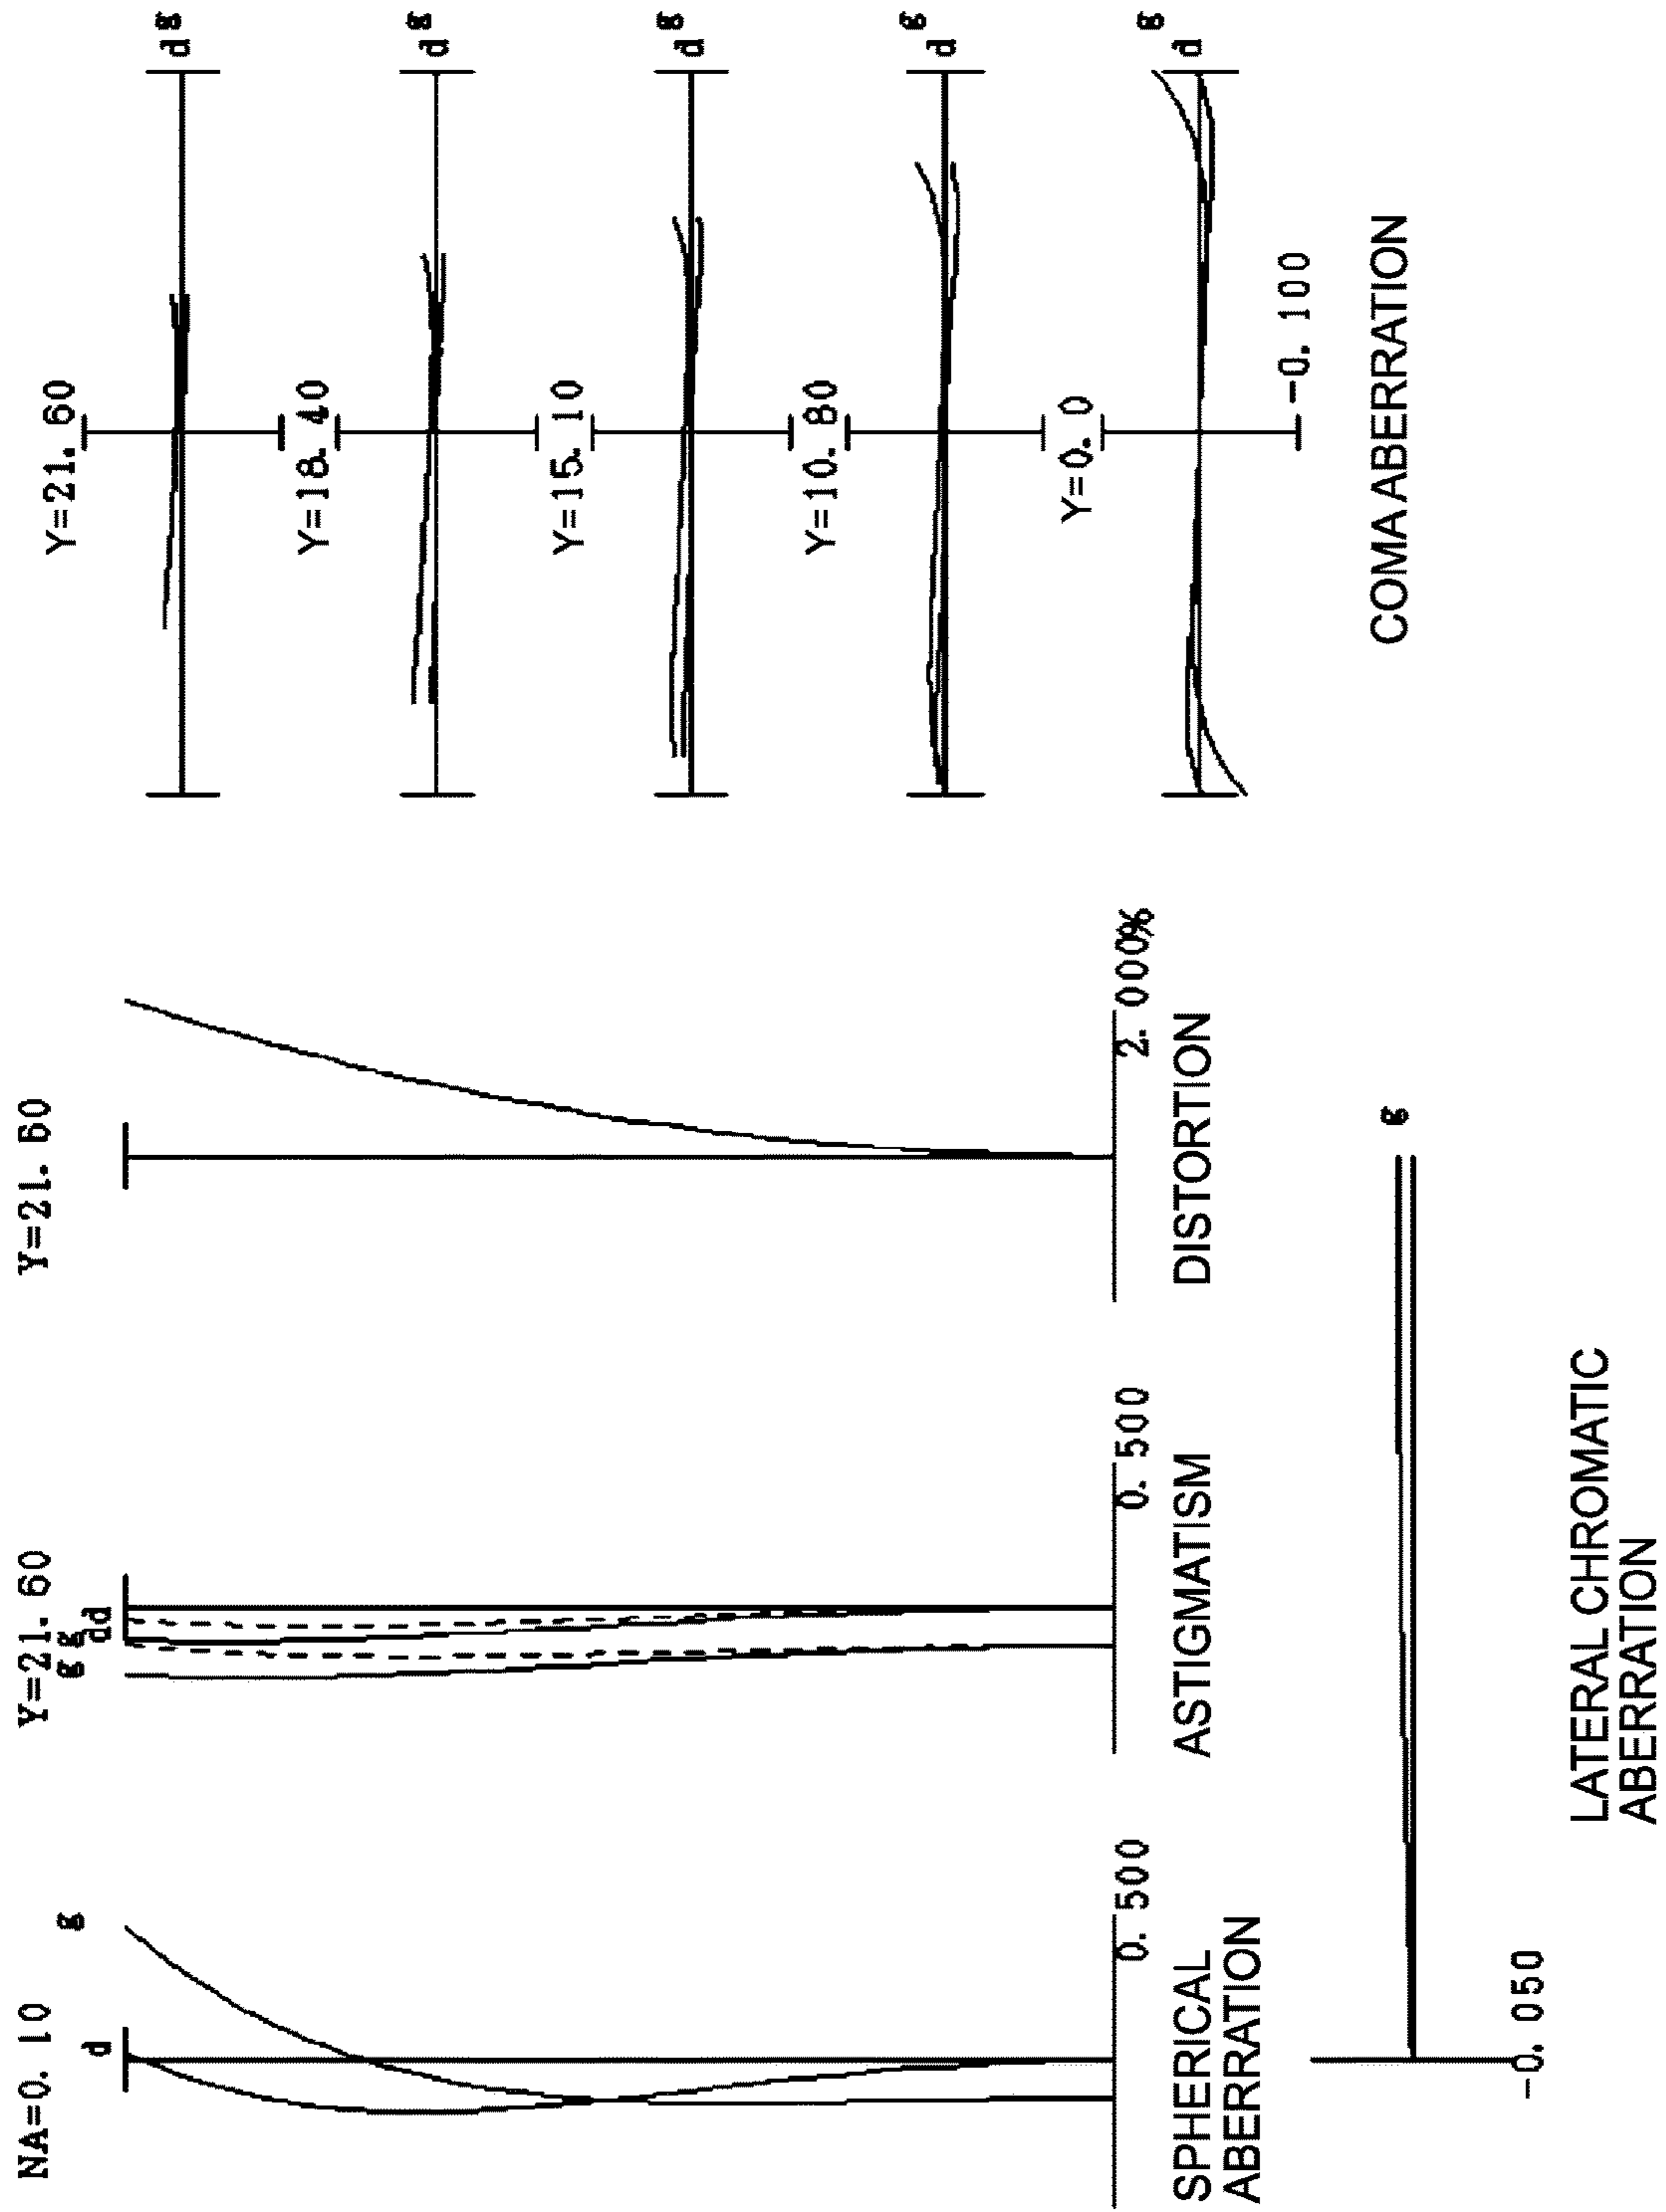 NA=0.10
d
g
0.500
SPHERICAL
ABERRATION
Y=21.60
g g
d d
0.500
ASTIGMATISM
Y=21.60
2.000%
DISTORTION
Y=21.60
d g
Y=18.40
d g
Y=15.10
d g
Y=10.80
d g
Y=0.0
d g
-0.100
COMA ABERRATION
g
-0.050
LATERAL CHROMATIC
ABERRATION